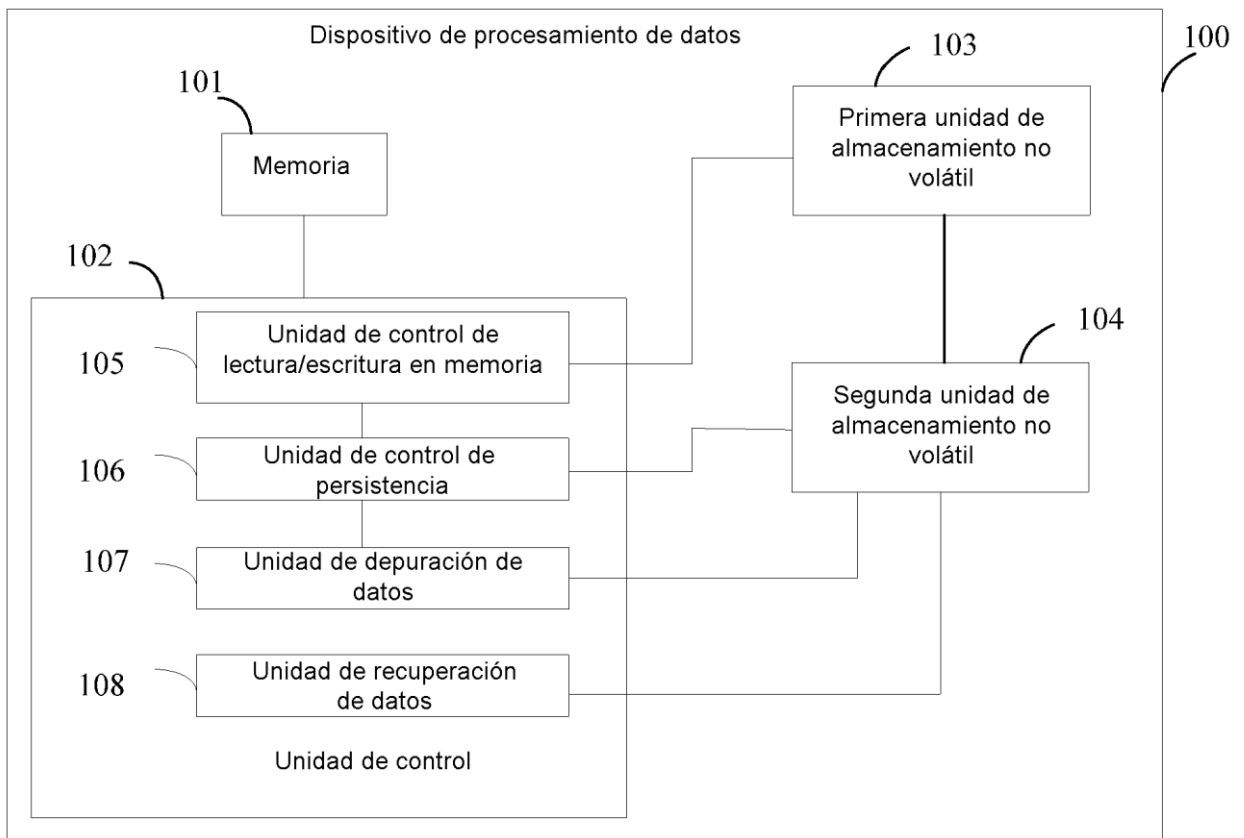 Dispositivo de procesamiento de datos
100
103
101
Primera unidad de
almacenamiento no
volátil
Memoria
102
104
Unidad de control de
lectura/escritura en memoria
105
Segunda unidad de
almacenamiento no
volátil
Unidad de control de
persistencia
106
Unidad de depuración de
datos
107
Unidad de recuperación
de datos
108
Unidad de control